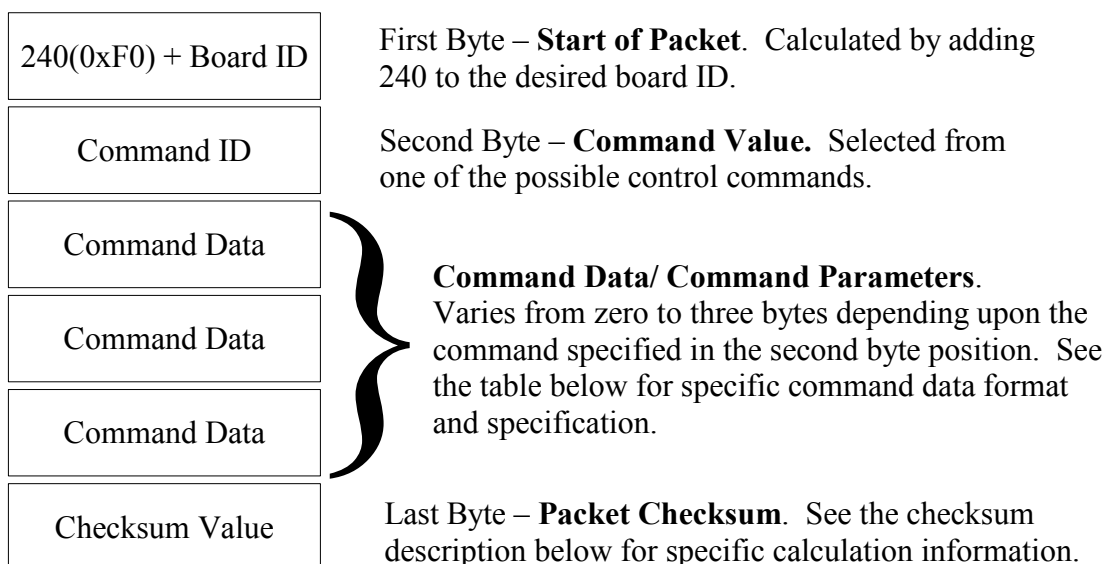 240(0xF0) + Board ID
First Byte – Start of Packet. Calculated by adding
240 to the desired board ID.
Command ID
Second Byte – Command Value. Selected from
one of the possible control commands.
Command Data
Command Data
Command Data
Command Data/ Command Parameters.
Varies from zero to three bytes depending upon the
command specified in the second byte position. See
the table below for specific command data format
and specification.
Checksum Value
Last Byte – Packet Checksum. See the checksum
description below for specific calculation information.